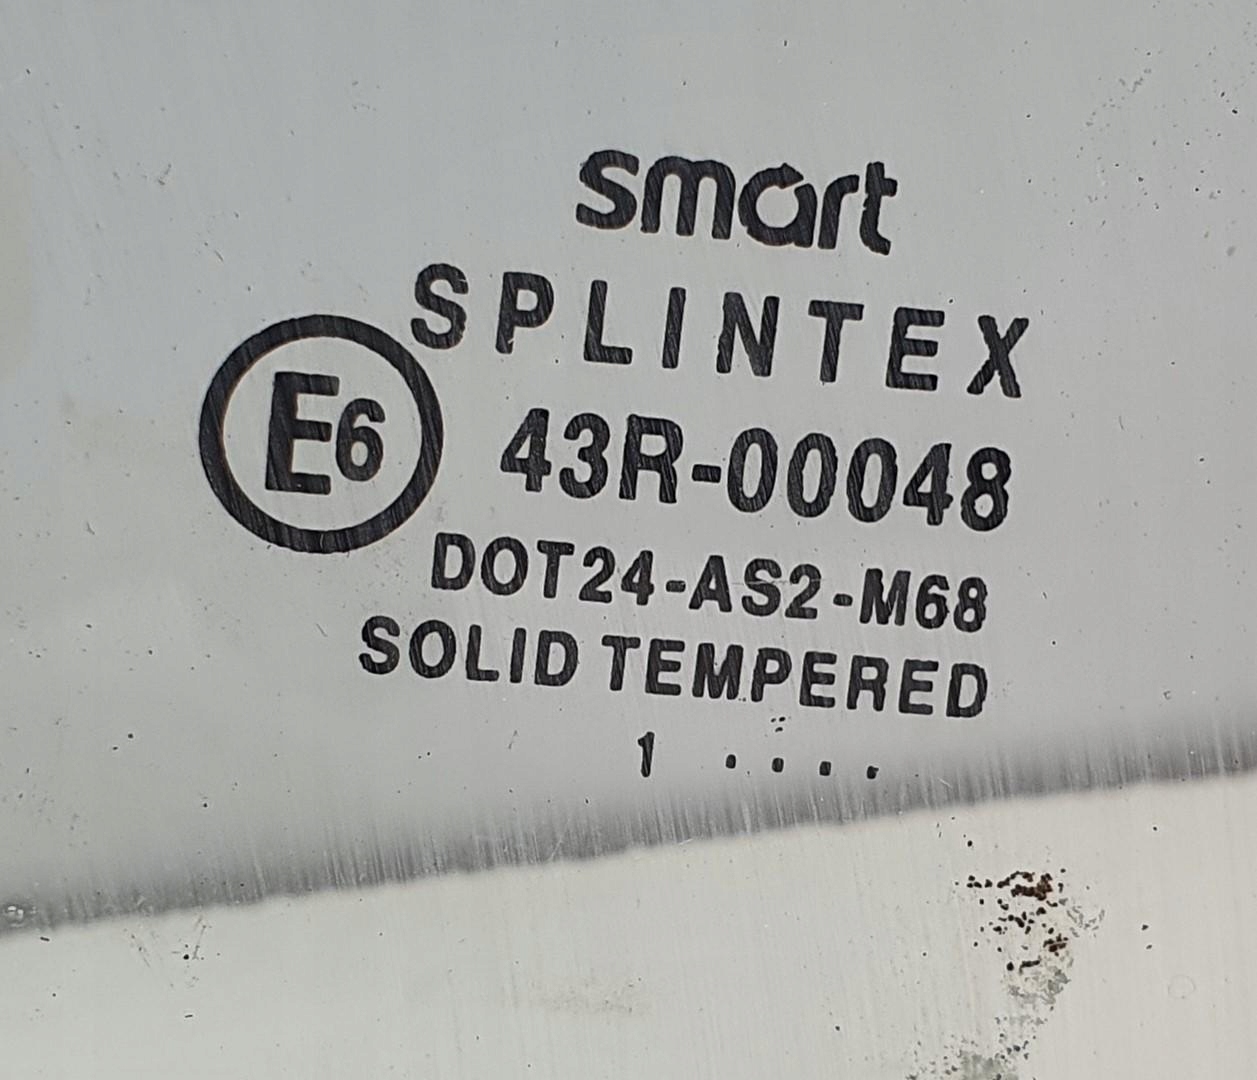 smart
SPLINTEX
E6
43R-00048
DOT24-AS2-M68
SOLID TEMPERED
1 ....